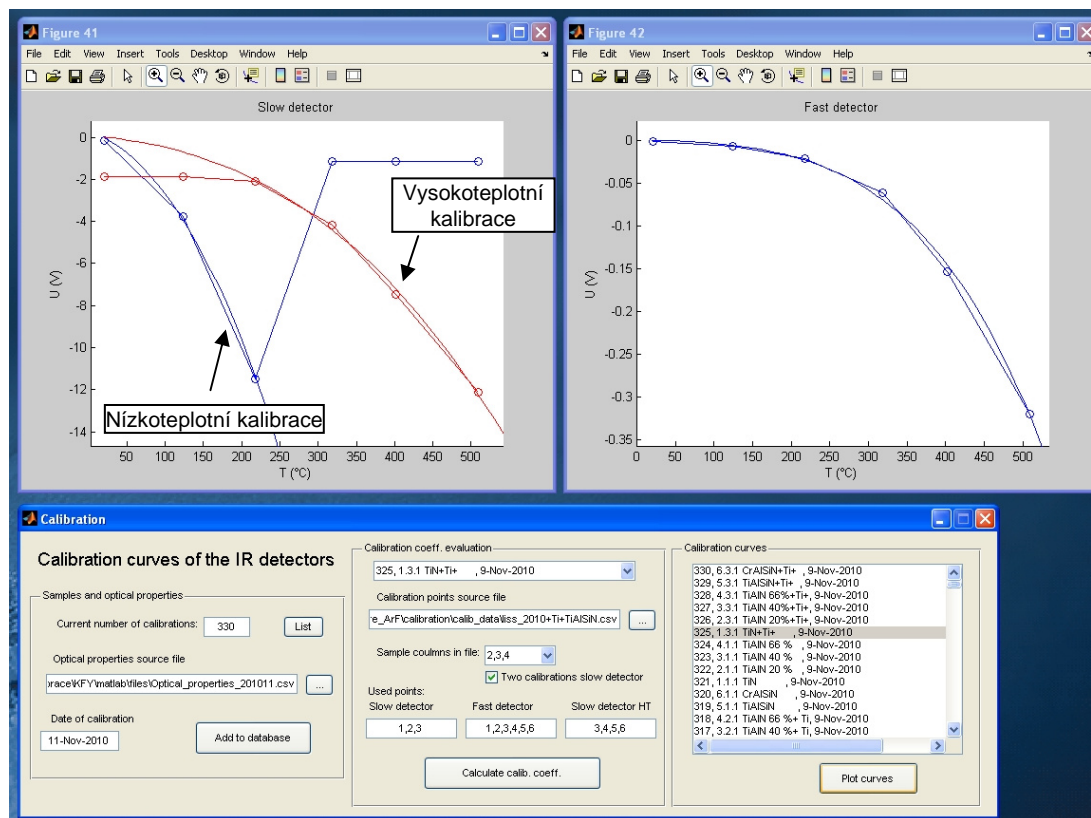 Figure 41
File Edit View Insert Tools Desktop Window Help
Slow detector
0
-2
-4
-6
-8
-10
-12
-14
U (V)
50 100 150 200 250 300 350 400 450 500
T (°C)
Vysokoteplotní
kalibrace
Nízkoteplotní kalibrace
Figure 42
File Edit View Insert Tools Desktop Window Help
Fast detector
0
-0.05
-0.1
-0.15
-0.2
-0.25
-0.3
-0.35
U (V)
0 50 100 150 200 250 300 350 400 450 500
T (°C)
Calibration
Calibration curves of the IR detectors
Samples and optical properties
Current number of calibrations: 330 List
Optical properties source file
race\KFY\matlab\files\Optical_properties_201011.csv ...
Date of calibration
11-Nov-2010
Add to database
Calibration coeff. evaluation
325, 1.3.1 TiN+Ti+ , 9-Nov-2010
Calibration points source file
re_ArF\calibration\calib_data\liss_2010+Ti+TiAlSiN.csv ...
Sample coulmns in file: 2,3,4
Two calibrations slow detector
Used points:
Slow detector Fast detector Slow detector HT
1,2,3 1,2,3,4,5,6 3,4,5,6
Calculate calib. coeff.
Calibration curves
330, 6.3.1 CrAlSiN+Ti+ , 9-Nov-2010
329, 5.3.1 TiAlSiN+Ti+ , 9-Nov-2010
328, 4.3.1 TiAlN 66%+Ti+, 9-Nov-2010
327, 3.3.1 TiAlN 40%+Ti+, 9-Nov-2010
326, 2.3.1 TiAlN 20%+Ti+, 9-Nov-2010
325, 1.3.1 TiN+Ti+ , 9-Nov-2010
324, 4.1.1 TiAlN 66 % , 9-Nov-2010
323, 3.1.1 TiAlN 40 % , 9-Nov-2010
322, 2.1.1 TiAlN 20 % , 9-Nov-2010
321, 1.1.1 TiN , 9-Nov-2010
320, 6.1.1 CrAlSiN , 9-Nov-2010
319, 5.1.1 TiAlSiN , 9-Nov-2010
318, 4.2.1 TiAlN 66 %+ Ti, 9-Nov-2010
317, 3.2.1 TiAlN 40 %+ Ti, 9-Nov-2010
Plot curves